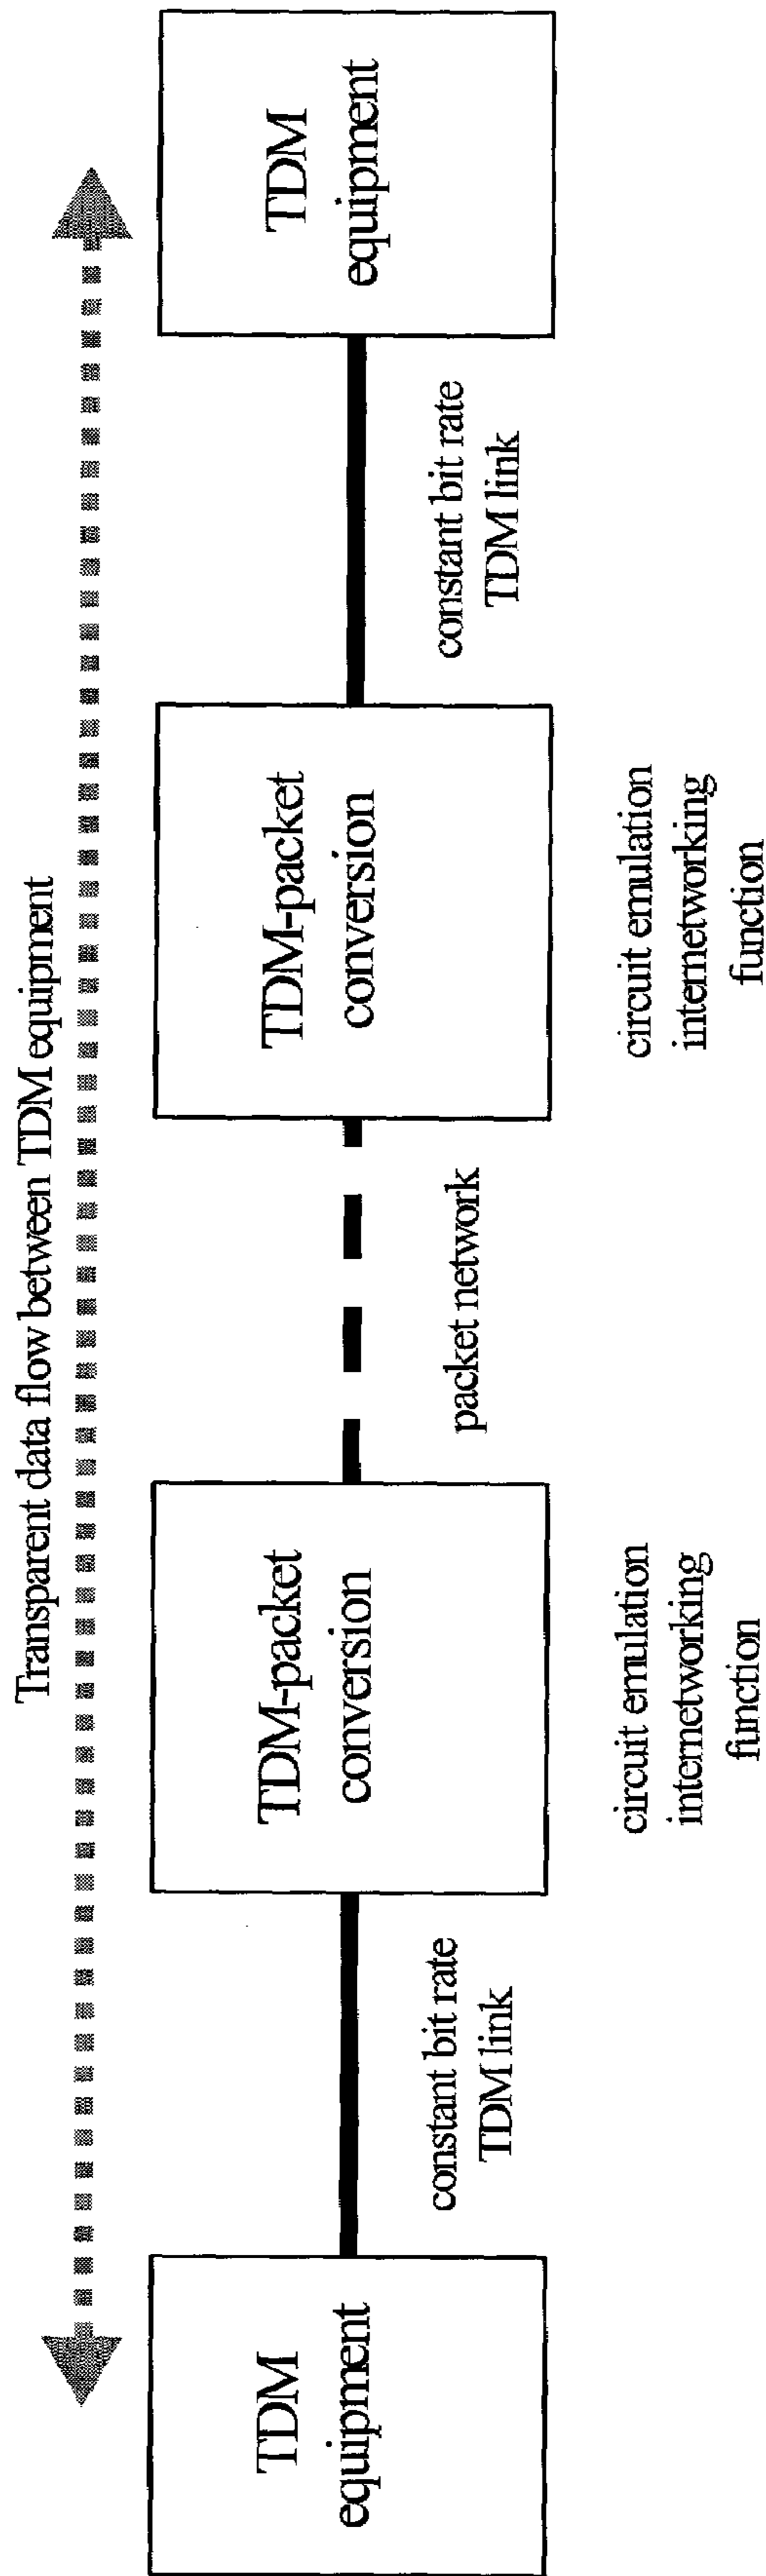 Transparent data flow between TDM equipment
TDM
equipment
constant bit rate
TDM link
TDM-packet
conversion
circuit emulation
internetworking
function
packet network
TDM-packet
conversion
circuit emulation
internetworking
function
constant bit rate
TDM link
TDM
equipment